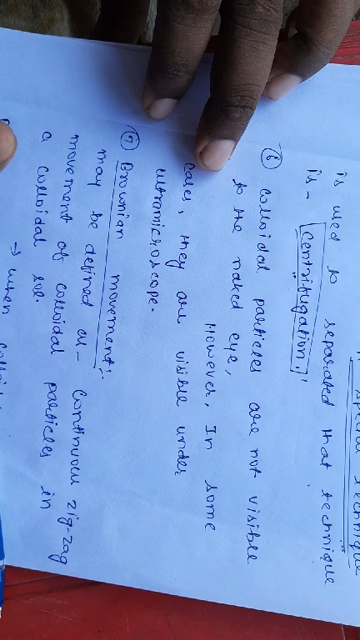 special technique
is used to separated that technique
is - centrifugation.
⑥ colloidal particles are not visible
to the naked eye,
However, In some
cases, they are visible under
ultramicroscope.
⑦ Brownian movement:-
may be defined as - continuous zig-zag
movement of colloidal particles in
a colloidal sol.
→ when